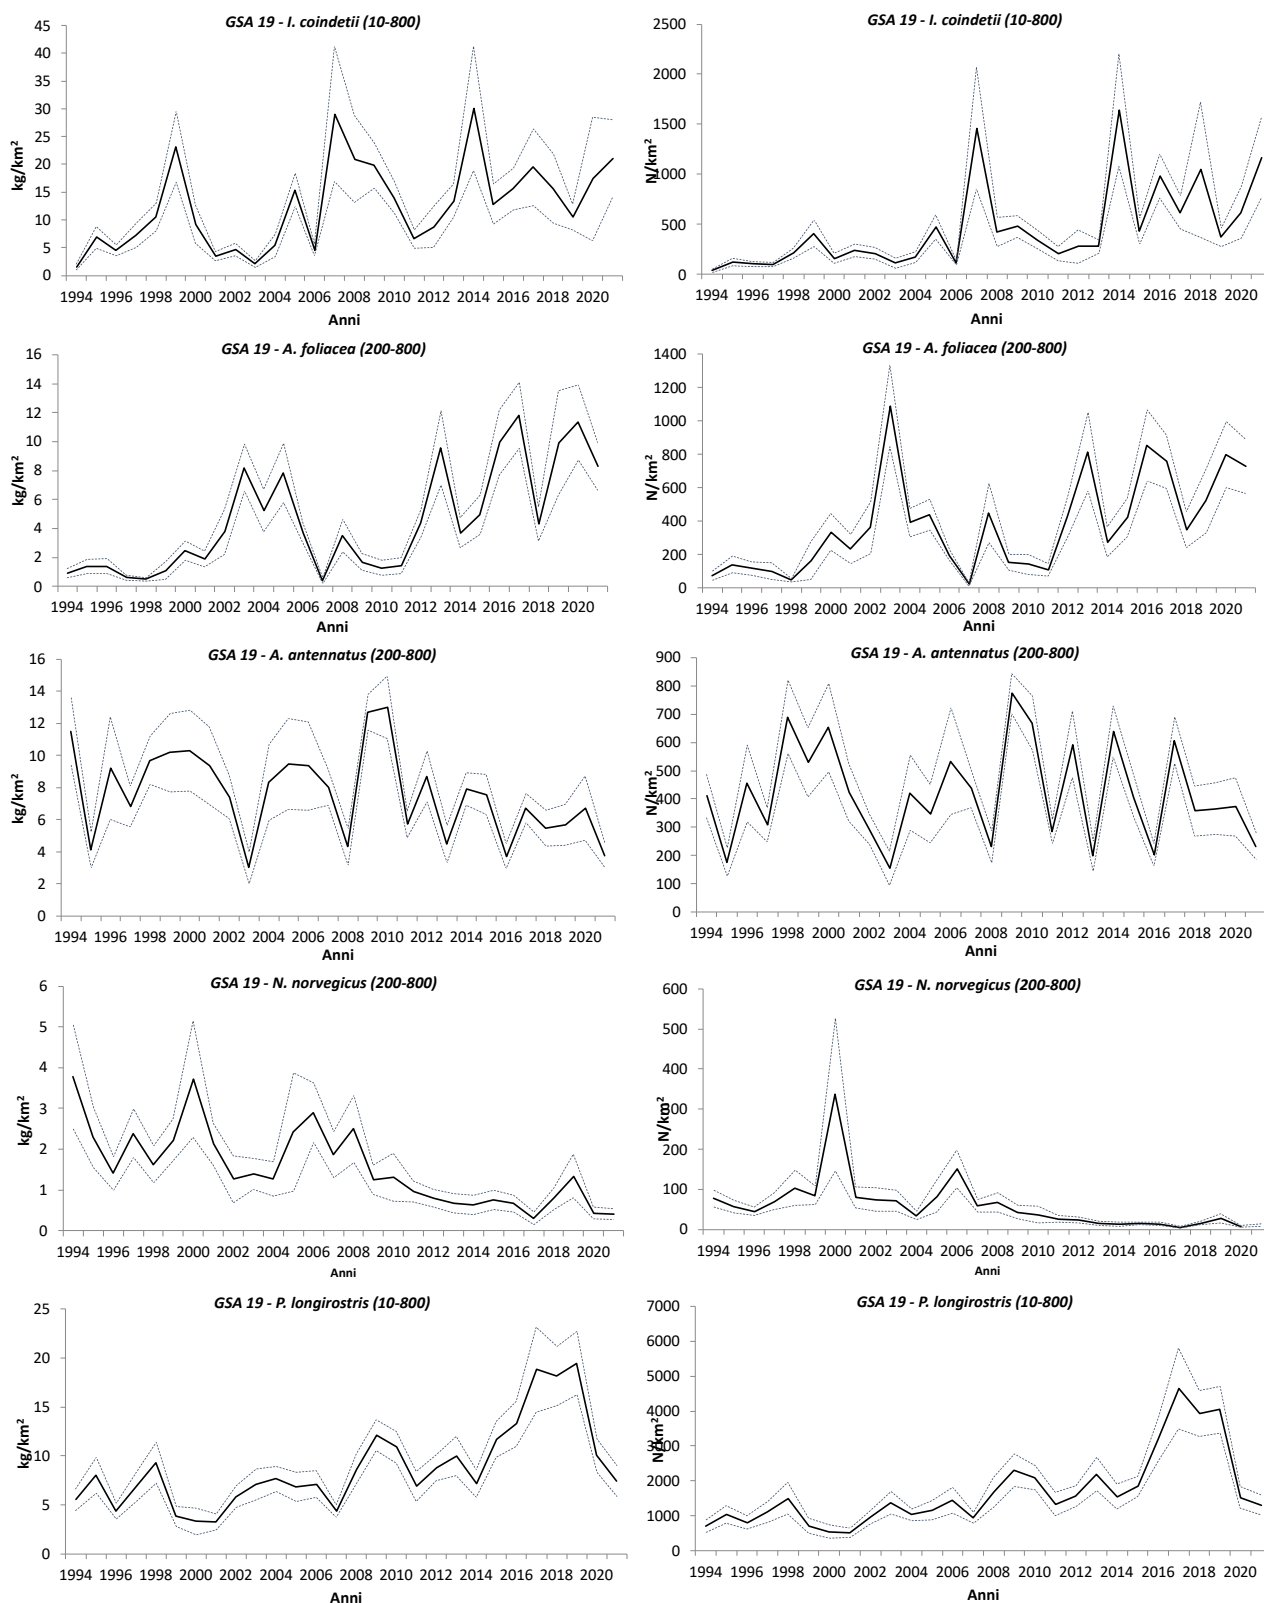 GSA 19 - I. coindetii (10-800)
45
40
35
30
25
20
15
10
5
0
kg/km²
1994 1996 1998 2000 2002 2004 2006 2008 2010 2012 2014 2016 2018 2020
Anni
GSA 19 - I. coindetii (10-800)
2500
2000
1500
1000
500
0
N/km²
1994 1996 1998 2000 2002 2004 2006 2008 2010 2012 2014 2016 2018 2020
Anni
GSA 19 - A. foliacea (200-800)
16
14
12
10
8
6
4
2
0
kg/km²
1994 1996 1998 2000 2002 2004 2006 2008 2010 2012 2014 2016 2018 2020
Anni
GSA 19 - A. foliacea (200-800)
1400
1200
1000
800
600
400
200
0
N/km²
1994 1996 1998 2000 2002 2004 2006 2008 2010 2012 2014 2016 2018 2020
Anni
GSA 19 - A. antennatus (200-800)
16
14
12
10
8
6
4
2
0
kg/km²
1994 1996 1998 2000 2002 2004 2006 2008 2010 2012 2014 2016 2018 2020
Anni
GSA 19 - A. antennatus (200-800)
900
800
700
600
500
400
300
200
100
0
N/km²
1994 1996 1998 2000 2002 2004 2006 2008 2010 2012 2014 2016 2018 2020
Anni
GSA 19 - N. norvegicus (200-800)
6
5
4
3
2
1
0
kg/km²
1994 1996 1998 2000 2002 2004 2006 2008 2010 2012 2014 2016 2018 2020
Anni
GSA 19 - N. norvegicus (200-800)
600
500
400
300
200
100
0
N/km²
1994 1996 1998 2000 2002 2004 2006 2008 2010 2012 2014 2016 2018 2020
Anni
GSA 19 - P. longirostris (10-800)
25
20
15
10
5
0
kg/km²
1994 1996 1998 2000 2002 2004 2006 2008 2010 2012 2014 2016 2018 2020
Anni
GSA 19 - P. longirostris (10-800)
7000
6000
5000
4000
3000
2000
1000
0
N/km²
1994 1996 1998 2000 2002 2004 2006 2008 2010 2012 2014 2016 2018 2020
Anni